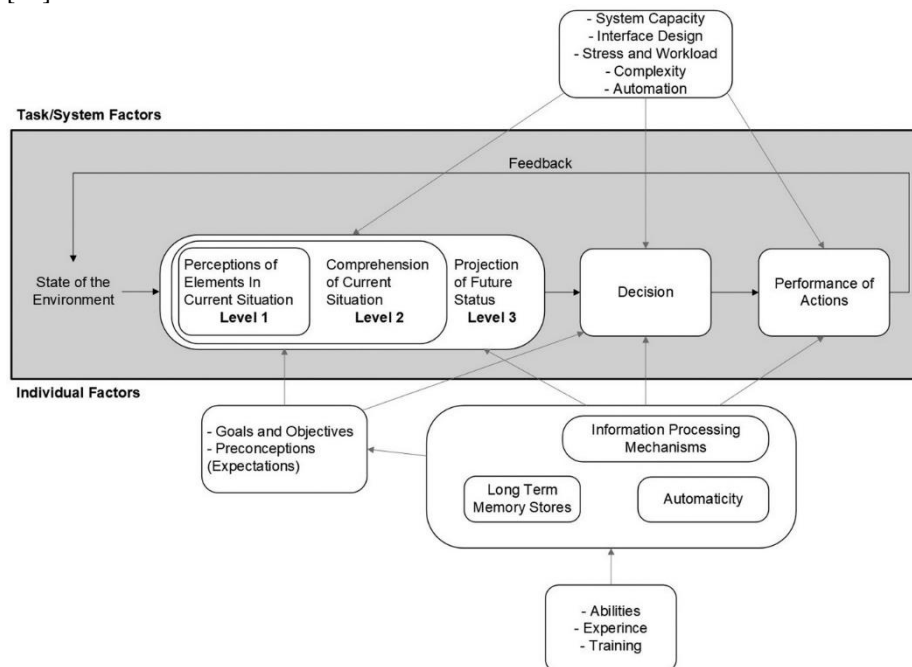 - System Capacity
- Interface Design
- Stress and Workload
- Complexity
- Automation
Task/System Factors
Feedback
State of the
Environment
Perceptions of
Elements In
Current Situation
Level 1
Comprehension
of Current
Situation
Level 2
Projection
of Future
Status
Level 3
Decision
Performance of
Actions
Individual Factors
- Goals and Objectives
- Preconceptions
(Expectations)
Information Processing
Mechanisms
Long Term
Memory Stores
Automaticity
- Abilities
- Experince
- Training